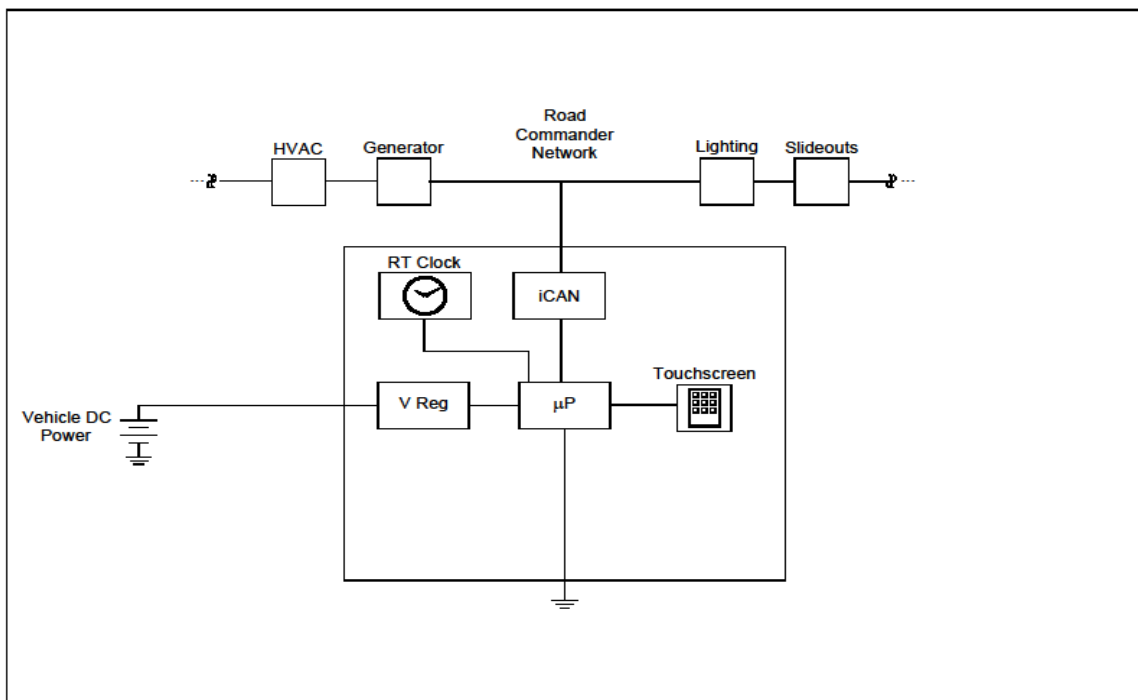 Road
Commander
Network
HVAC
Generator
Lighting
Slideouts
RT Clock
iCAN
Touchscreen
V Reg
μP
Vehicle DC
Power